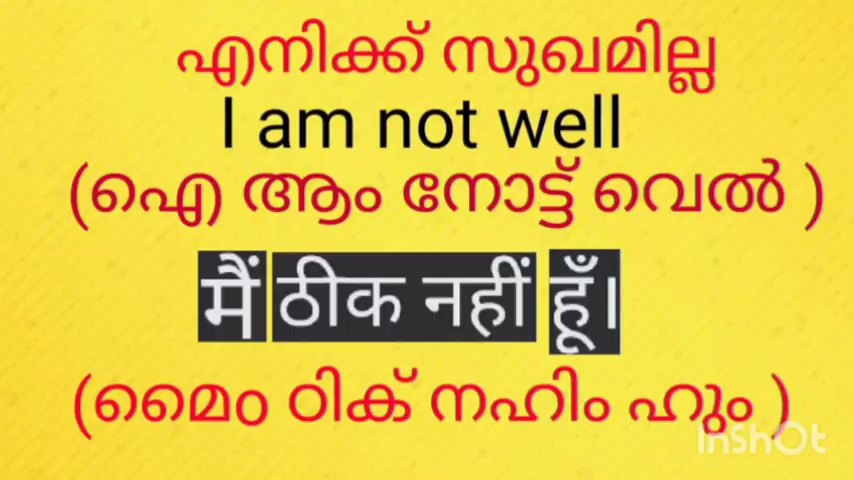 എനിക്ക് സുഖമില്ല
I am not well
(ഐ ആം നോട്ട് വെൽ )
मैं ठीक नहीं हूँ।
(മൈം ഠിക് നഹിം ഹും )
InShOt